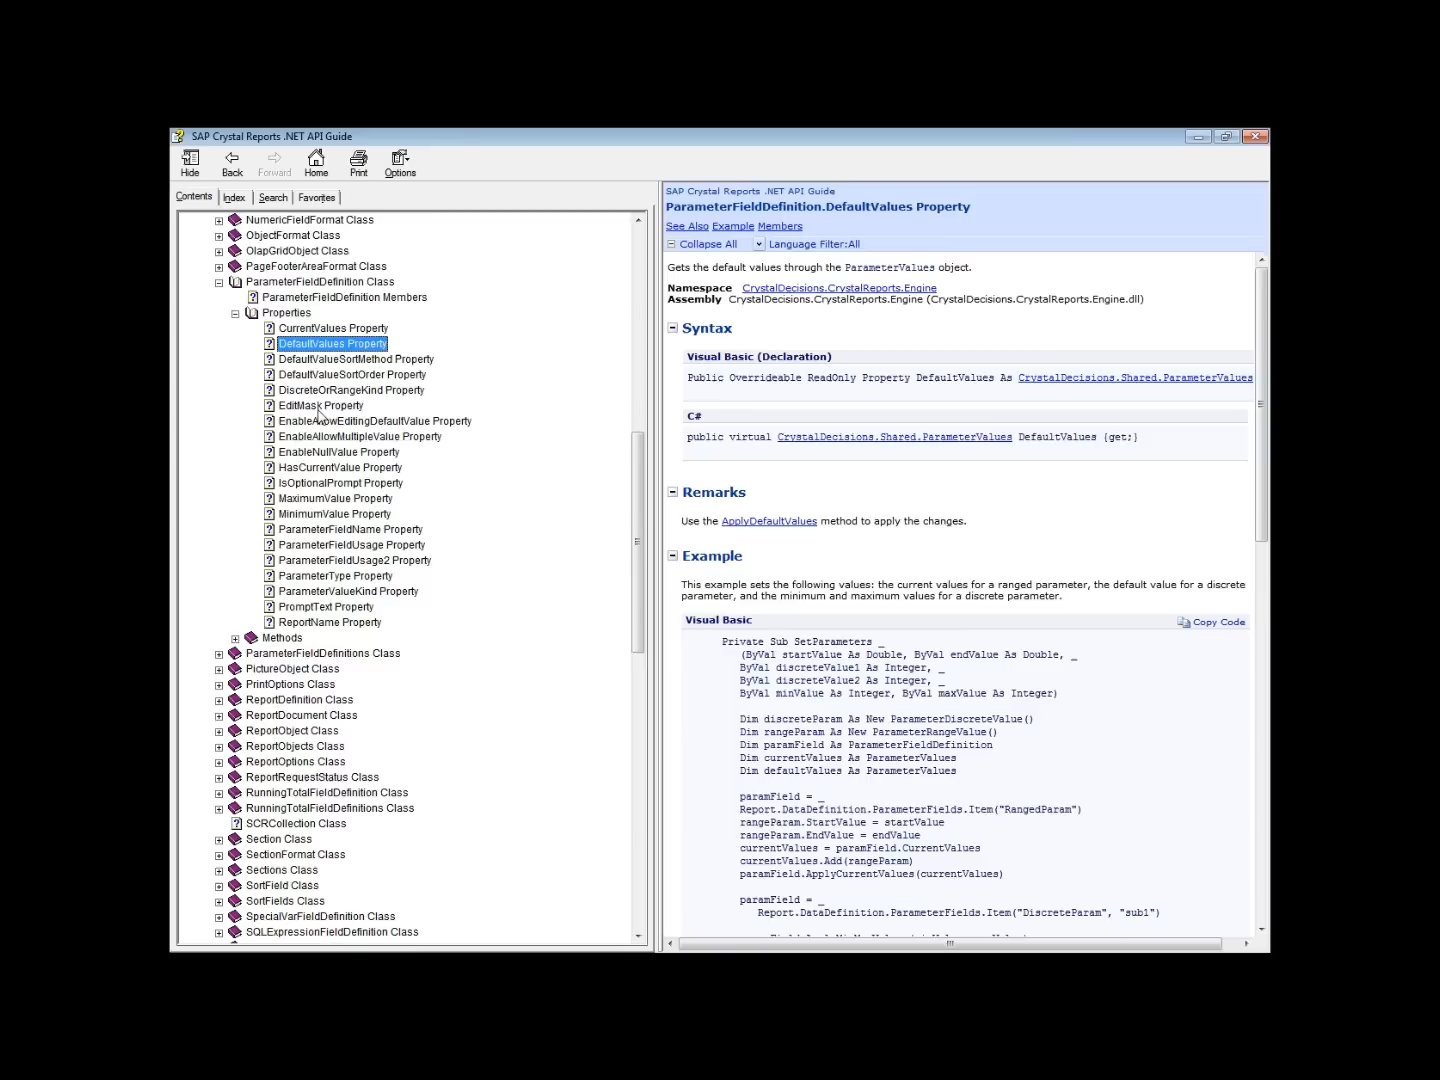 SAP Crystal Reports .NET API Guide
Hide Back Forward Home Print Options
Contents Index Search Favorites
NumericFieldFormat Class
ObjectFormat Class
OlapGridObject Class
PageFooterAreaFormat Class
ParameterFieldDefinition Class
ParameterFieldDefinition Members
Properties
CurrentValues Property
DefaultValues Property
DefaultValueSortMethod Property
DefaultValueSortOrder Property
DiscreteOrRangeKind Property
EditMask Property
EnableAllowEditingDefaultValue Property
EnableAllowMultipleValue Property
EnableNullValue Property
HasCurrentValue Property
IsOptionalPrompt Property
MaximumValue Property
MinimumValue Property
ParameterFieldName Property
ParameterFieldUsage Property
ParameterFieldUsage2 Property
ParameterType Property
ParameterValueKind Property
PromptText Property
ReportName Property
Methods
ParameterFieldDefinitions Class
PictureObject Class
PrintOptions Class
ReportDefinition Class
ReportDocument Class
ReportObject Class
ReportObjects Class
ReportOptions Class
ReportRequestStatus Class
RunningTotalFieldDefinition Class
RunningTotalFieldDefinitions Class
SCRCollection Class
Section Class
SectionFormat Class
Sections Class
SortField Class
SortFields Class
SpecialVarFieldDefinition Class
SQLExpressionFieldDefinition Class
SAP Crystal Reports .NET API Guide
ParameterFieldDefinition.DefaultValues Property
See Also Example Members
Collapse All Language Filter:All
Gets the default values through the ParameterValues object.
Namespace CrystalDecisions.CrystalReports.Engine
Assembly CrystalDecisions.CrystalReports.Engine (CrystalDecisions.CrystalReports.Engine.dll)
Syntax
Visual Basic (Declaration)
Public Overrideable ReadOnly Property DefaultValues As CrystalDecisions.Shared.ParameterValues
C#
public virtual CrystalDecisions.Shared.ParameterValues DefaultValues {get;}
Remarks
Use the ApplyDefaultValues method to apply the changes.
Example
This example sets the following values: the current values for a ranged parameter, the default value for a discrete
parameter, and the minimum and maximum values for a discrete parameter.
Visual Basic Copy Code
Private Sub SetParameters _
(ByVal startValue As Double, ByVal endValue As Double, _
ByVal discreteValue1 As Integer, _
ByVal discreteValue2 As Integer, _
ByVal minValue As Integer, ByVal maxValue As Integer)
Dim discreteParam As New ParameterDiscreteValue()
Dim rangeParam As New ParameterRangeValue()
Dim paramField As ParameterFieldDefinition
Dim currentValues As ParameterValues
Dim defaultValues As ParameterValues
paramField = _
Report.DataDefinition.ParameterFields.Item("RangedParam")
rangeParam.StartValue = startValue
rangeParam.EndValue = endValue
currentValues = paramField.CurrentValues
currentValues.Add(rangeParam)
paramField.ApplyCurrentValues(currentValues)
paramField = _
Report.DataDefinition.ParameterFields.Item("DiscreteParam", "sub1")